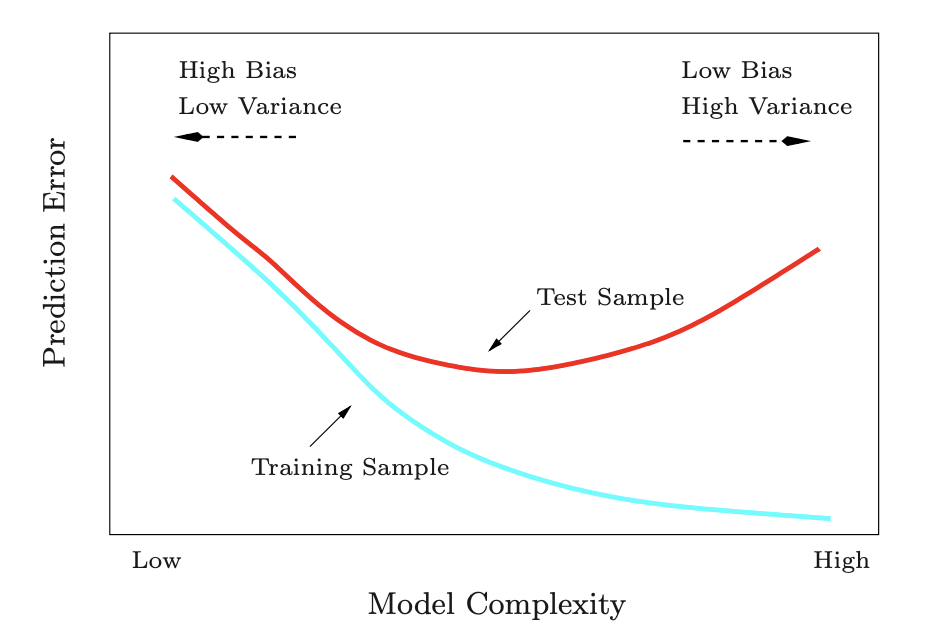 High Bias
Low Variance
Low Bias
High Variance
Prediction Error
Test Sample
Training Sample
Low
High
Model Complexity